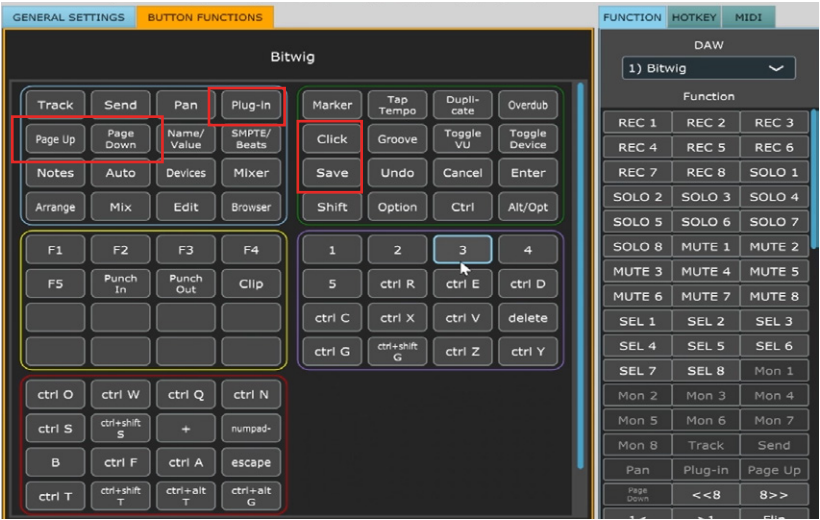 GENERAL SETTINGS BUTTON FUNCTIONS
Bitwig
Track Send Pan Plug-in
Page Up Page Down Name/ Value SMPTE/ Beats
Notes Auto Devices Mixer
Arrange Mix Edit Browser
Marker Tap Tempo Dupli- cate Overdub
Click Groove Toggle VU Toggle Device
Save Undo Cancel Enter
Shift Option Ctrl Alt/Opt
F1 F2 F3 F4
F5 Punch In Punch Out Clip
1 2 3 4
5 ctrl R ctrl E ctrl D
ctrl C ctrl X ctrl V delete
ctrl G ctrl+shift G ctrl Z ctrl Y
ctrl O ctrl W ctrl Q ctrl N
ctrl S ctrl+shift S + numpad-
B ctrl F ctrl A escape
ctrl T ctrl+shift T ctrl+alt T ctrl+alt G
FUNCTION HOTKEY MIDI
DAW
1) Bitwig
Function
REC 1 REC 2 REC 3
REC 4 REC 5 REC 6
REC 7 REC 8 SOLO 1
SOLO 2 SOLO 3 SOLO 4
SOLO 5 SOLO 6 SOLO 7
SOLO 8 MUTE 1 MUTE 2
MUTE 3 MUTE 4 MUTE 5
MUTE 6 MUTE 7 MUTE 8
SEL 1 SEL 2 SEL 3
SEL 4 SEL 5 SEL 6
SEL 7 SEL 8 Mon 1
Mon 2 Mon 3 Mon 4
Mon 5 Mon 6 Mon 7
Mon 8 Track Send
Pan Plug-in Page Up
Page Down <<8 8>>